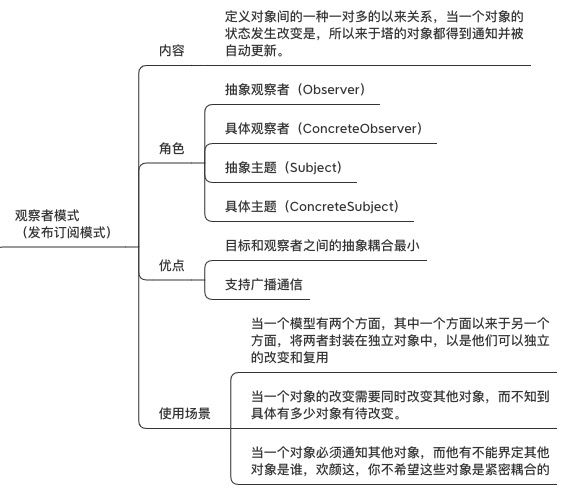 定义对象间的一种一对多的以来关系，当一个对象的
状态发生改变是，所以来于塔的对象都得到通知并被
自动更新。
内容
抽象观察者（Observer）
具体观察者（ConcreteObserver）
角色
抽象主题（Subject）
具体主题（ConcreteSubject）
观察者模式
（发布订阅模式）
目标和观察者之间的抽象耦合最小
优点
支持广播通信
当一个模型有两个方面，其中一个方面以来于另一个
方面，将两者封装在独立对象中，以是他们可以独立
的改变和复用
当一个对象的改变需要同时改变其他对象，而不知到
具体有多少对象有待改变。
使用场景
当一个对象必须通知其他对象，而他有不能界定其他
对象是谁，欢颜这，你不希望这些对象是紧密耦合的